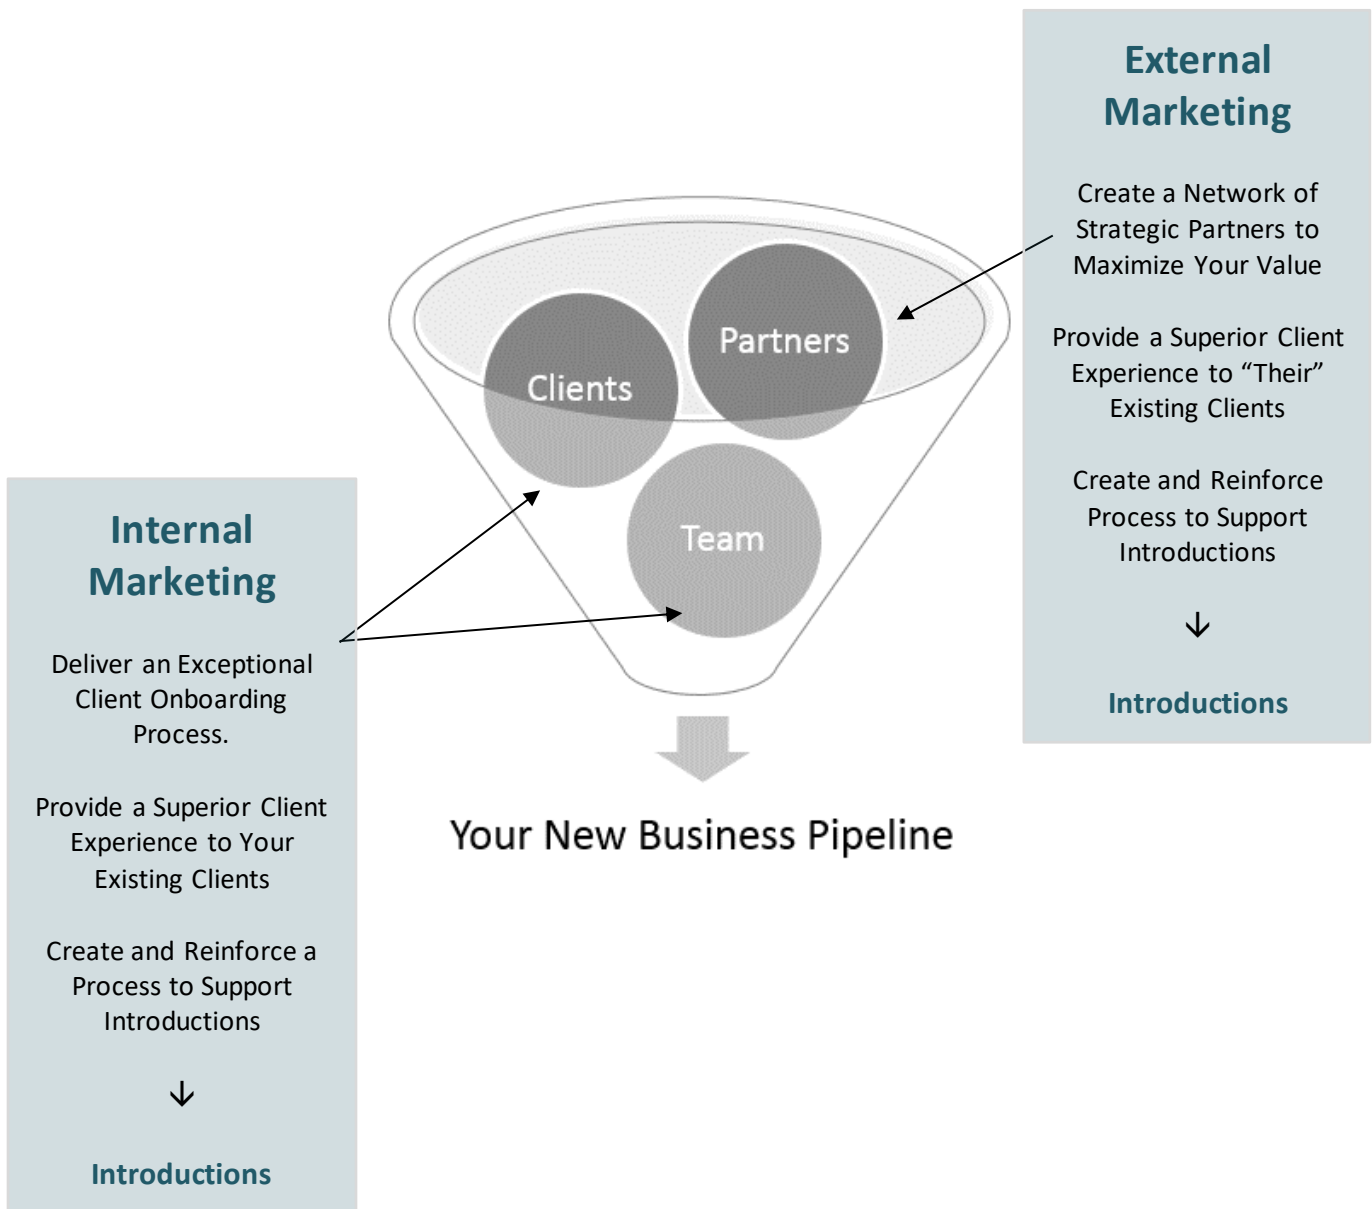 External
Marketing
Create a Network of
Strategic Partners to
Maximize Your Value
Provide a Superior Client
Experience to “Their”
Existing Clients
Create and Reinforce
Process to Support
Introductions
↓
Introductions
Partners
Clients
Team
Your New Business Pipeline
Internal
Marketing
Deliver an Exceptional
Client Onboarding
Process.
Provide a Superior Client
Experience to Your
Existing Clients
Create and Reinforce a
Process to Support
Introductions
↓
Introductions